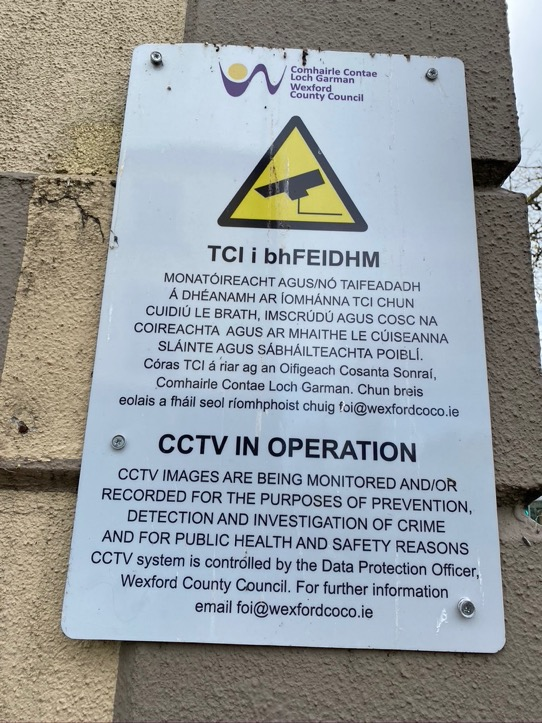 Comhairle Contae
Loch Garman
Wexford
County Council
TCI i bhFEIDHM
MONATÓIREACHT AGUS/NÓ TAIFEADADH
Á DHÉANAMH AR ÍOMHÁNNA TCI CHUN
CUIDIÚ LE BRATH, IMSCRÚDÚ AGUS COSC NA
COIREACHTA AGUS AR MHAITHE LE CÚISEANNA
SLÁINTE AGUS SÁBHÁILTEACHTA POIBLÍ.
Córas TCI á riar ag an Oifigeach Cosanta Sonraí,
Comhairle Contae Loch Garman. Chun breis
eolais a fháil seol ríomhphoist chuig foi@wexfordcoco.ie
CCTV IN OPERATION
CCTV IMAGES ARE BEING MONITORED AND/OR
RECORDED FOR THE PURPOSES OF PREVENTION,
DETECTION AND INVESTIGATION OF CRIME
AND FOR PUBLIC HEALTH AND SAFETY REASONS
CCTV system is controlled by the Data Protection Officer,
Wexford County Council. For further information
email foi@wexfordcoco.ie